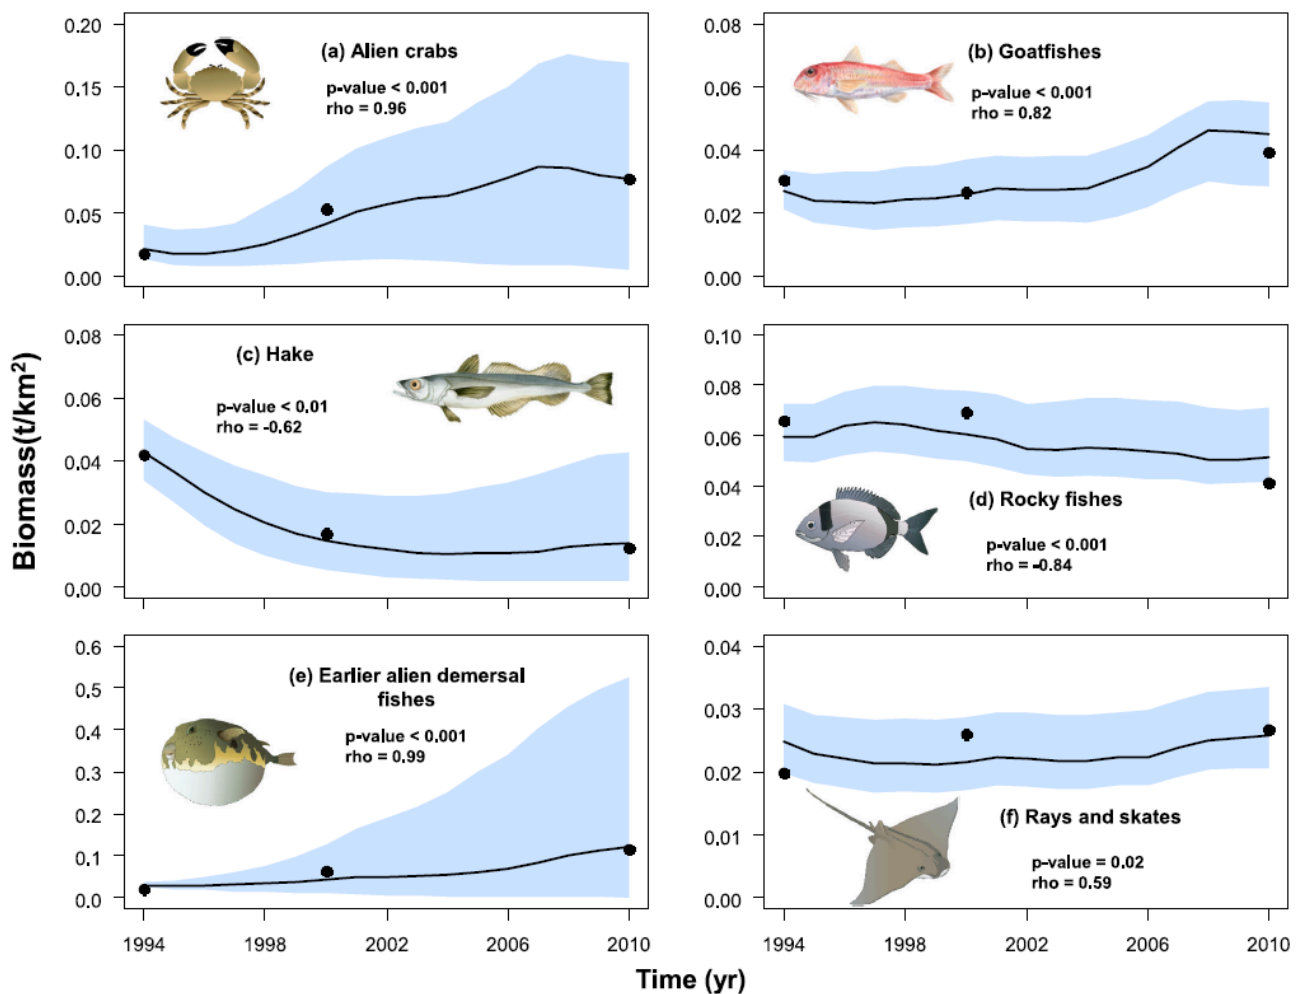 0.20
0.15
0.10
0.05
0.00
(a) Alien crabs
p-value < 0.001
rho = 0.96
0.08
0.06
0.04
0.02
0.00
(b) Goatfishes
p-value < 0.001
rho = 0.82
0.08
0.06
0.04
0.02
0.00
(c) Hake
p-value < 0.01
rho = -0.62
0.10
0.08
0.06
0.04
0.02
0.00
(d) Rocky fishes
p-value < 0.001
rho = -0.84
Biomass(t/km²)
0.6
0.5
0.4
0.3
0.2
0.1
0.0
(e) Earlier alien demersal
fishes
p-value < 0.001
rho = 0.99
0.04
0.03
0.02
0.01
0.00
(f) Rays and skates
p-value = 0.02
rho = 0.59
1994 1998 2002 2006 2010
1994 1998 2002 2006 2010
Time (yr)